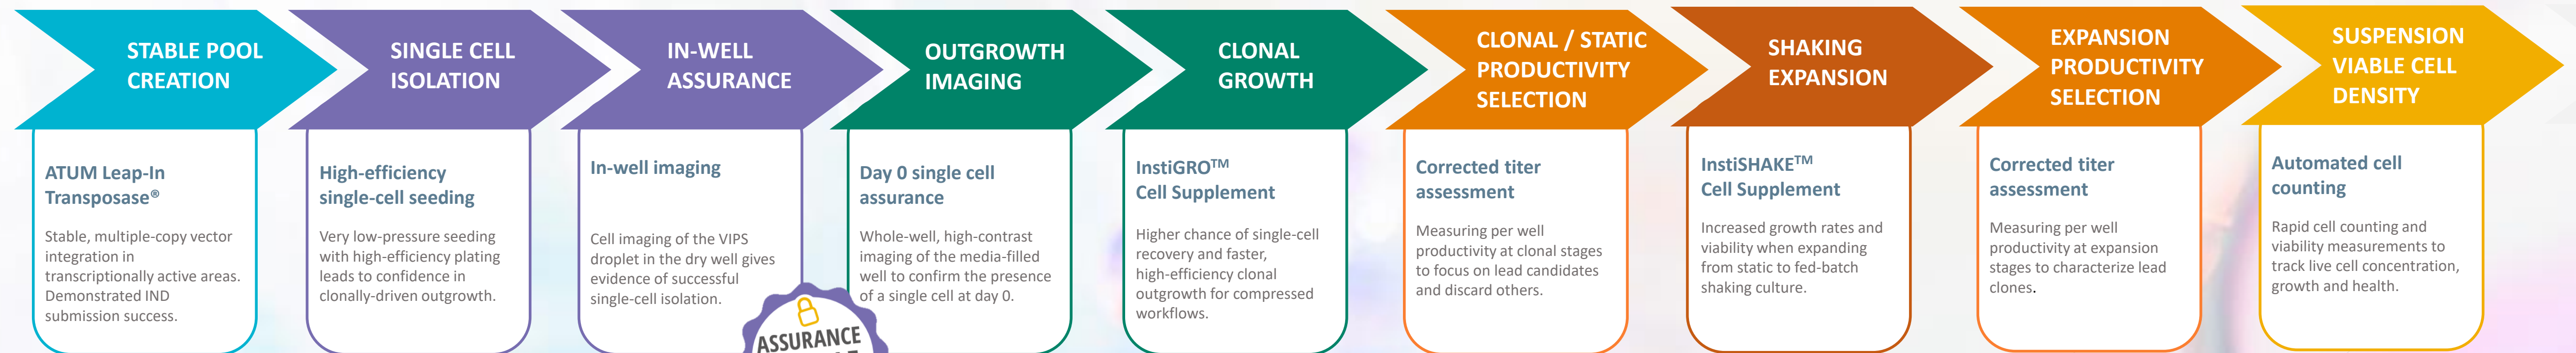 STABLE POOL
CREATION
SINGLE CELL
ISOLATION
IN-WELL
ASSURANCE
OUTGROWTH
IMAGING
CLONAL
GROWTH
CLONAL / STATIC
PRODUCTIVITY
SELECTION
SHAKING
EXPANSION
EXPANSION
PRODUCTIVITY
SELECTION
SUSPENSION
VIABLE CELL
DENSITY
ATUM Leap-In
Transposase®
Stable, multiple-copy vector
integration in
transcriptionally active areas.
Demonstrated IND
submission success.
High-efficiency
single-cell seeding
Very low-pressure seeding
with high-efficiency plating
leads to confidence in
clonally-driven outgrowth.
In-well imaging
Cell imaging of the VIPS
droplet in the dry well gives
evidence of successful
single-cell isolation.
ASSURANCE
Day 0 single cell
assurance
Whole-well, high-contrast
imaging of the media-filled
well to confirm the presence
of a single cell at day 0.
InstiGRO™
Cell Supplement
Higher chance of single-cell
recovery and faster,
high-efficiency clonal
outgrowth for compressed
workflows.
Corrected titer
assessment
Measuring per well
productivity at clonal stages
to focus on lead candidates
and discard others.
InstiSHAKE™
Cell Supplement
Increased growth rates and
viability when expanding
from static to fed-batch
shaking culture.
Corrected titer
assessment
Measuring per well
productivity at expansion
stages to characterize lead
clones.
Automated cell
counting
Rapid cell counting and
viability measurements to
track live cell concentration,
growth and health.